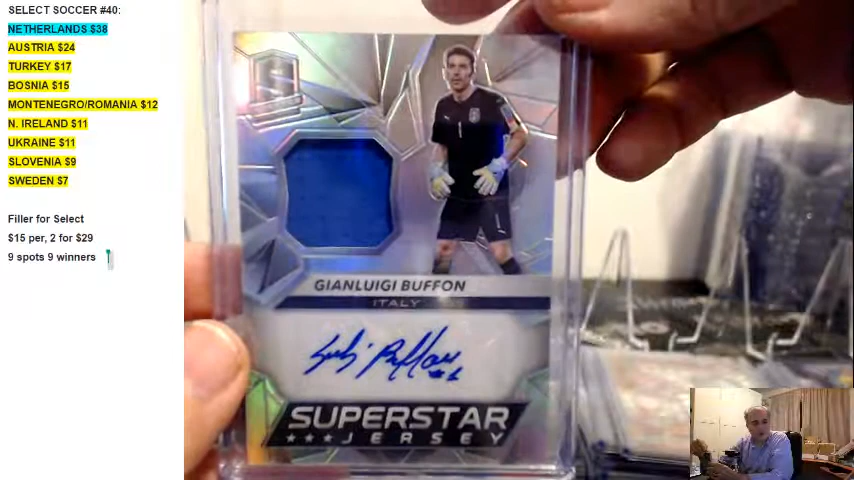 SELECT SOCCER #40:
NETHERLANDS $38
AUSTRIA $24
TURKEY $17
BOSNIA $15
MONTENEGRO/ROMANIA $12
N. IRELAND $11
UKRAINE $11
SLOVENIA $9
SWEDEN $7
Filler for Select
$15 per, 2 for $29
9 spots 9 winners
GIANLUIGI BUFFON
ITALY
SUPERSTAR
JERSEY